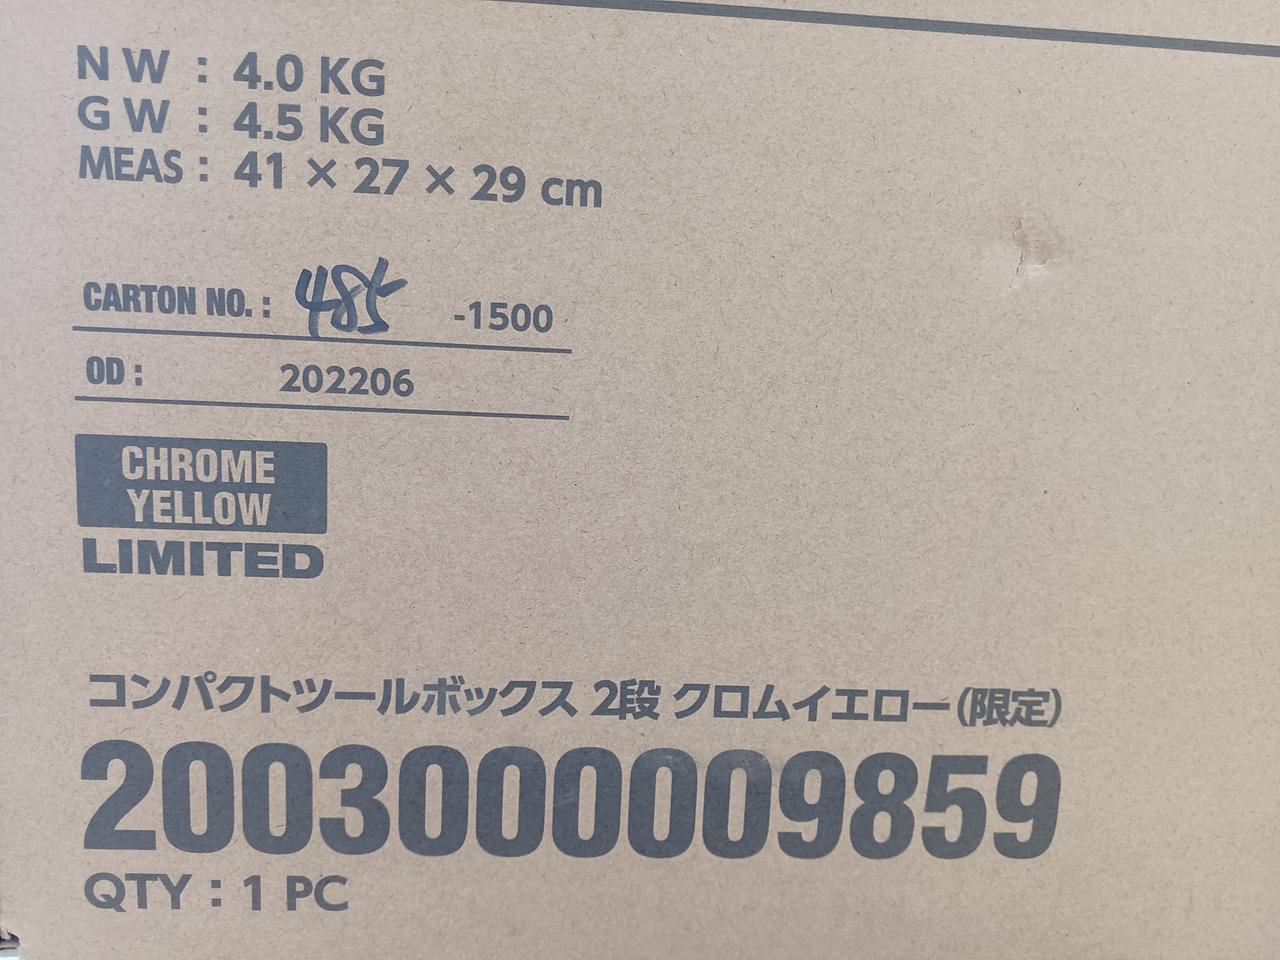 NW : 4.0 KG
GW : 4.5 KG
MEAS : 41 × 27 × 29 cm
CARTON NO. : 485 -1500
OD : 202206
CHROME
YELLOW
LIMITED
コンパクトツールボックス 2段 クロムイエロー(限定)
2003000009859
QTY : 1 PC